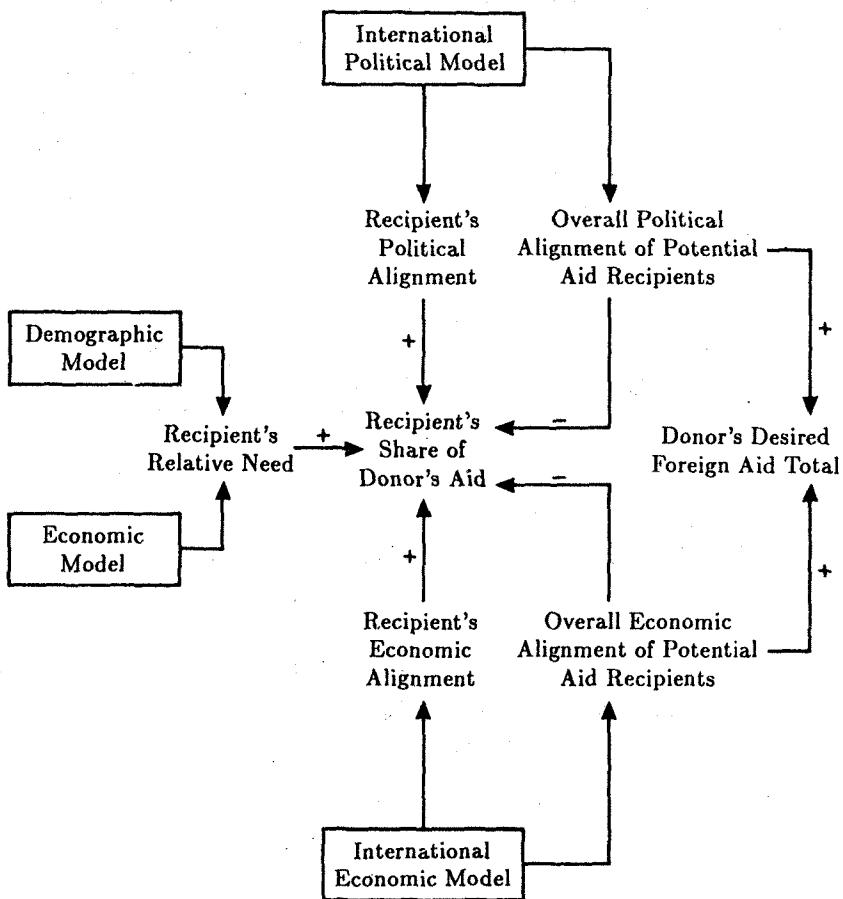 International
Political Model
Recipient's
Political
Alignment
Overall Political
Alignment of Potential
Aid Recipients
+
+
Demographic
Model
Recipient's
Relative Need
+
Recipient's
Share of
Donor's Aid
−
−
Donor's Desired
Foreign Aid Total
Economic
Model
+
+
Recipient's
Economic
Alignment
Overall Economic
Alignment of Potential
Aid Recipients
International
Economic Model